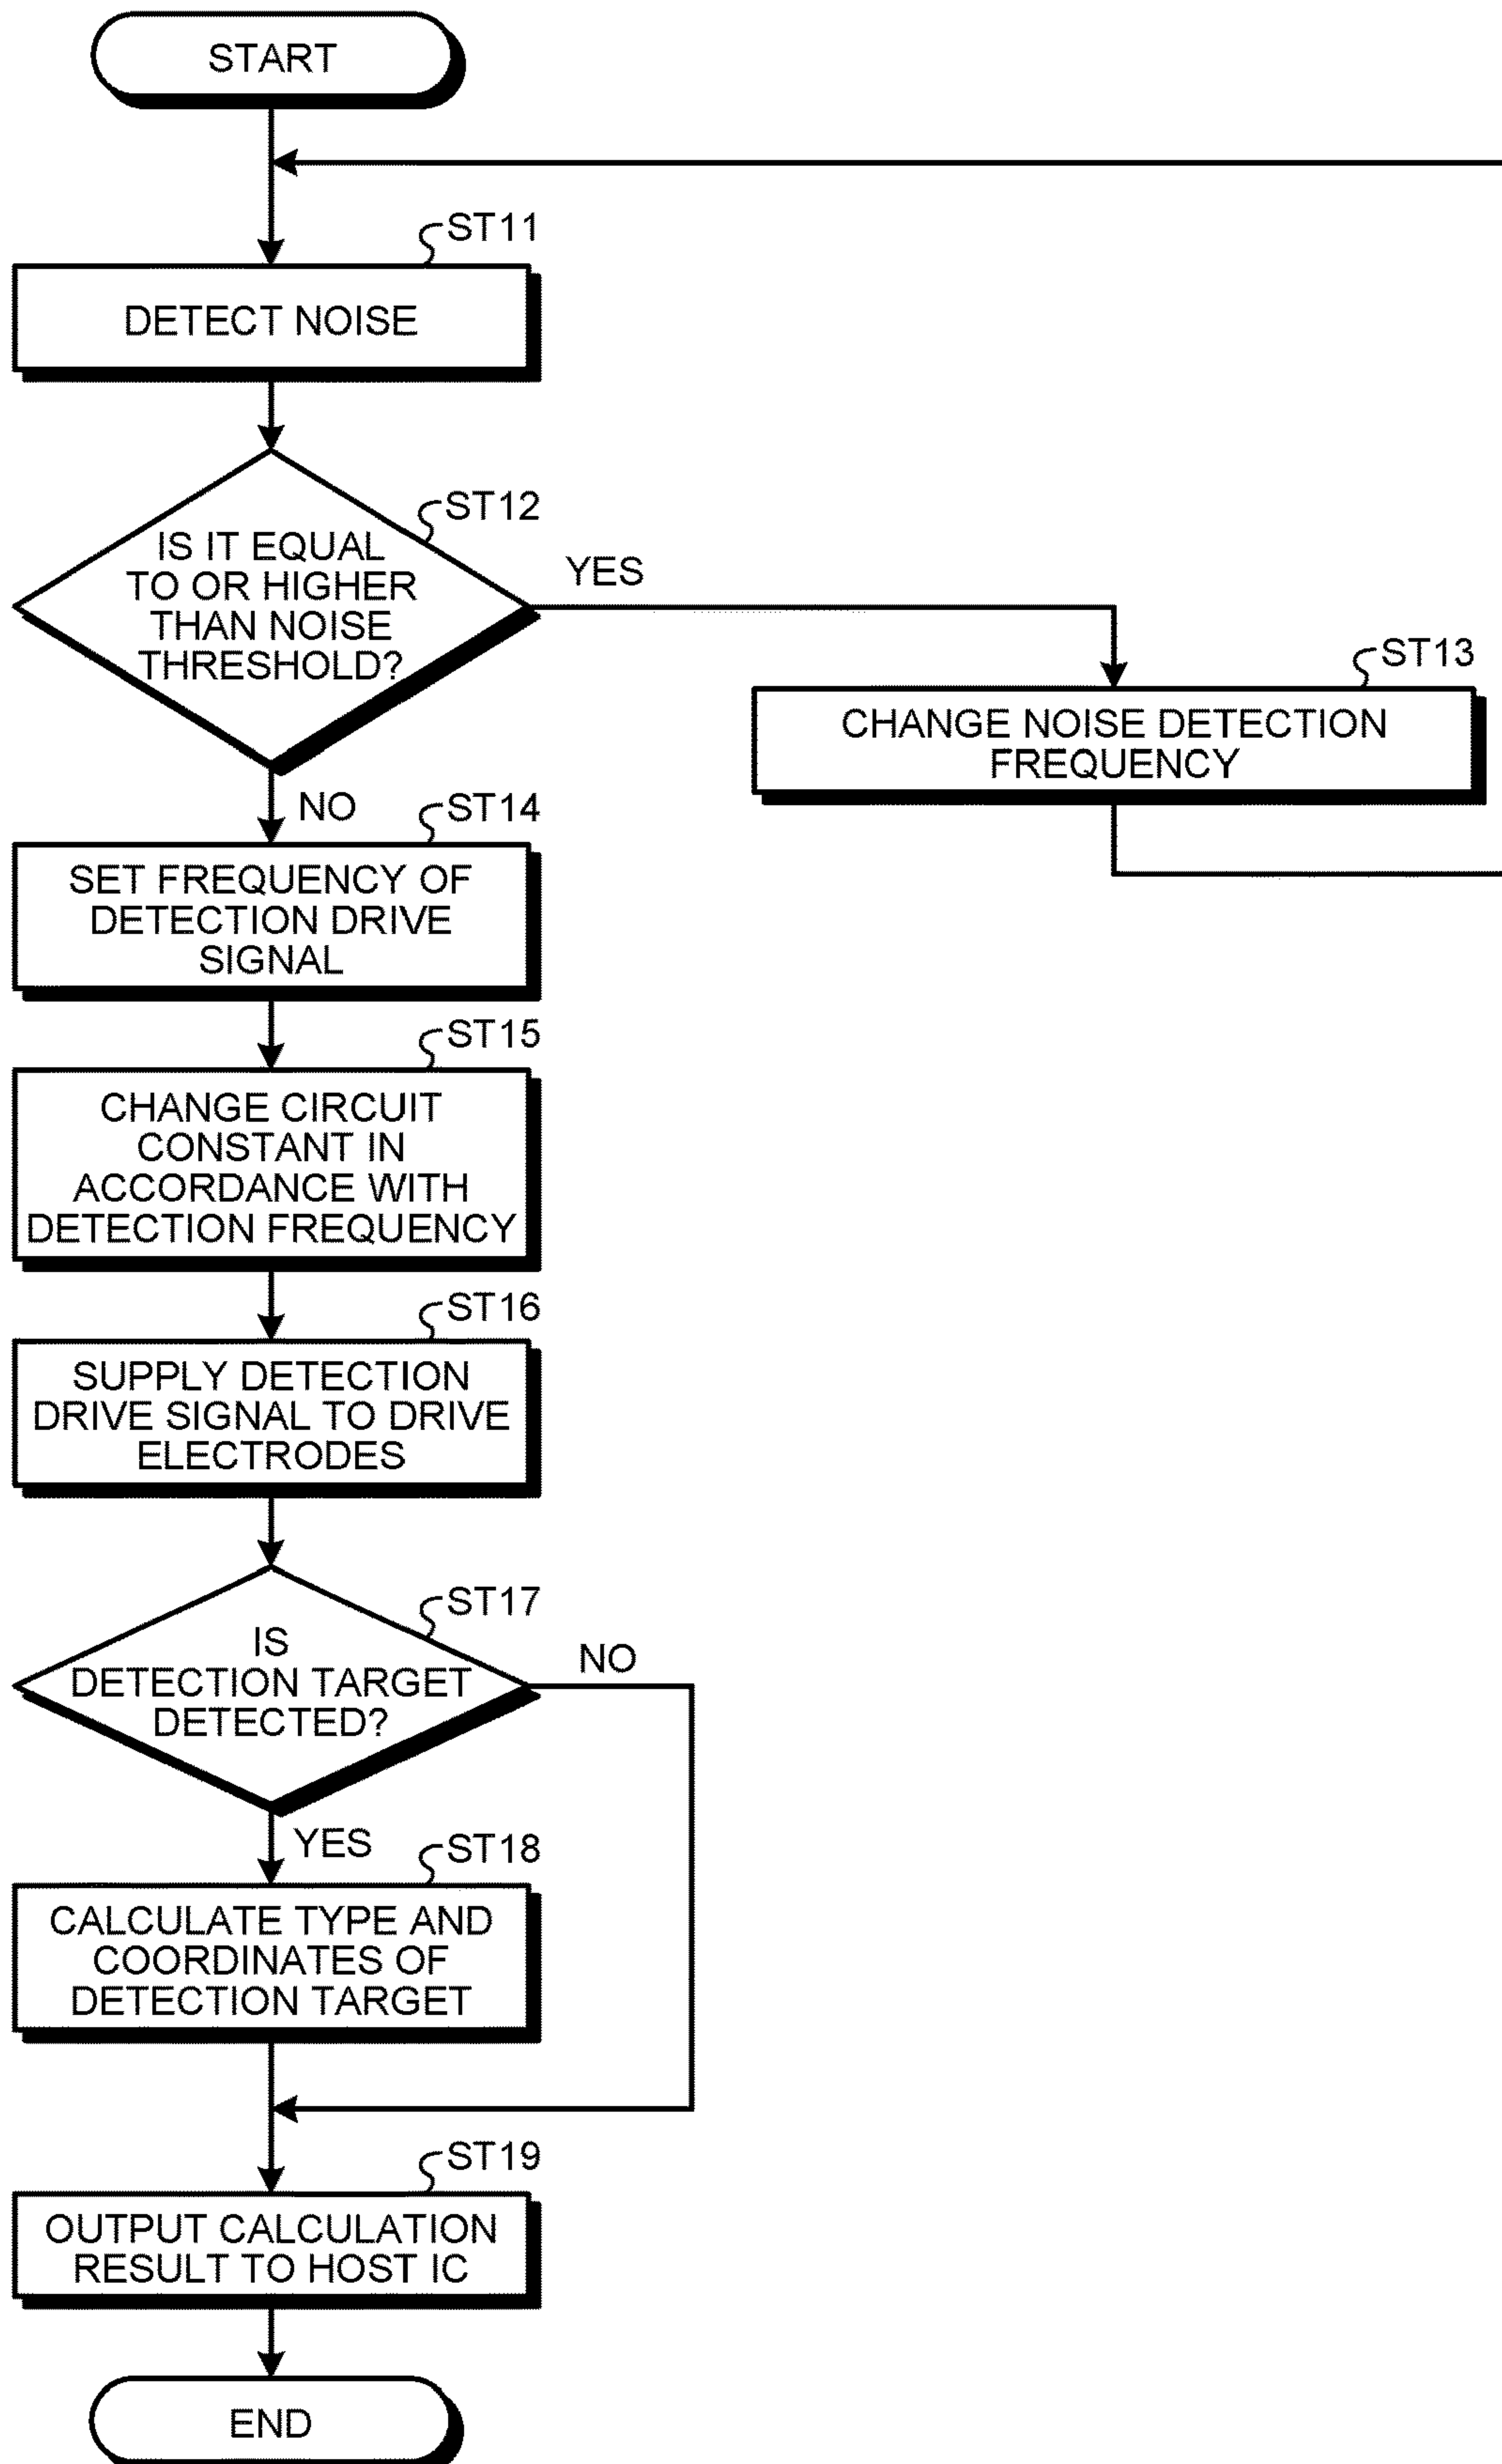 START
ST11
DETECT NOISE
ST12
IS IT EQUAL
TO OR HIGHER
THAN NOISE
THRESHOLD?
YES
ST13
CHANGE NOISE DETECTION
FREQUENCY
NO
ST14
SET FREQUENCY OF
DETECTION DRIVE
SIGNAL
ST15
CHANGE CIRCUIT
CONSTANT IN
ACCORDANCE WITH
DETECTION FREQUENCY
ST16
SUPPLY DETECTION
DRIVE SIGNAL TO DRIVE
ELECTRODES
ST17
IS
DETECTION TARGET
DETECTED?
NO
YES
ST18
CALCULATE TYPE AND
COORDINATES OF
DETECTION TARGET
ST19
OUTPUT CALCULATION
RESULT TO HOST IC
END